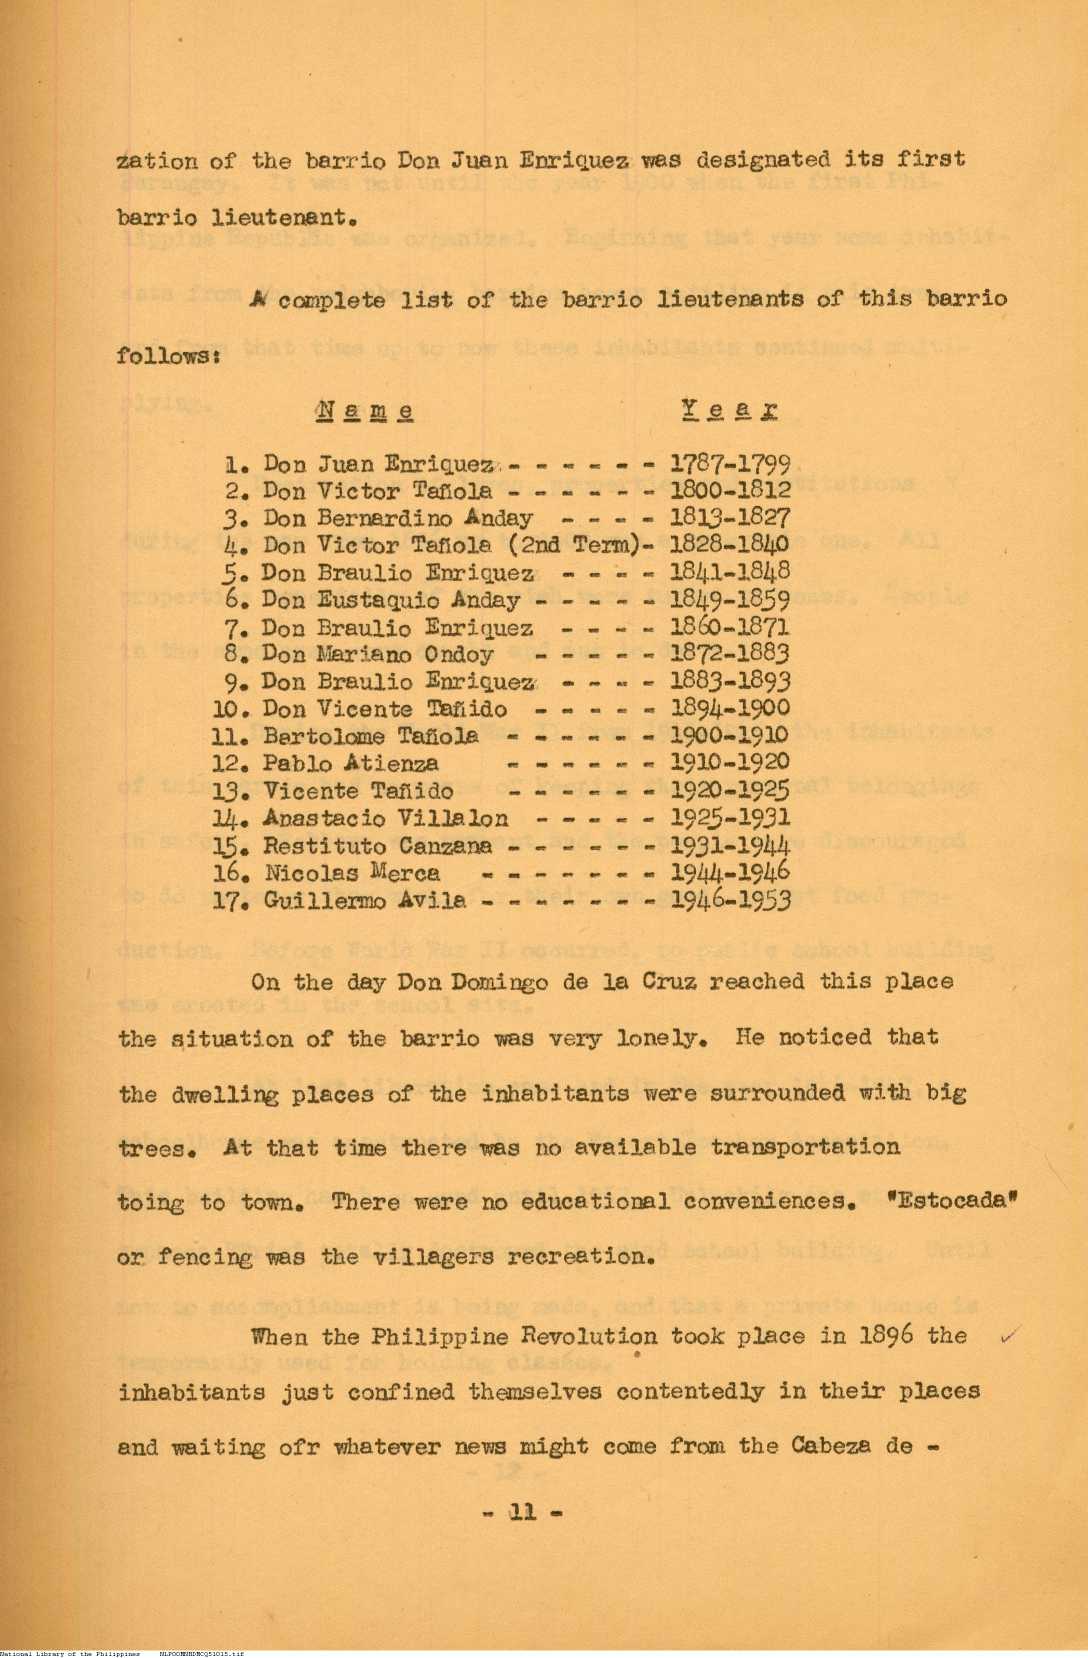 zation of the barrio Don Juan Enriquez was designated its first
barrio lieutenant.
A complete list of the barrio lieutenants of this barrio
follows:
N a m e Y e a r
1. Don Juan Enriquez - - - - - - 1787-1799
2. Don Victor Tañola - - - - - - 1800-1812
3. Don Bernardino Anday - - - - 1813-1827
4. Don Victor Tañola (2nd Term)- 1828-1840
5. Don Braulio Enriquez - - - - 1841-1848
6. Don Eustaquio Anday - - - - - 1849-1859
7. Don Braulio Enriquez - - - - 1860-1871
8. Don Mariano Ondoy - - - - - 1872-1883
9. Don Braulio Enriquez - - - - 1883-1893
10. Don Vicente Tañido - - - - - 1894-1900
11. Bartolome Tañola - - - - - - 1900-1910
12. Pablo Atienza - - - - - - 1910-1920
13. Vicente Tañido - - - - - - 1920-1925
14. Anastacio Villalon - - - - - 1925-1931
15. Restituto Canzana - - - - - - 1931-1944
16. Nicolas Merca - - - - - - - 1944-1946
17. Guillermo Avila - - - - - - - 1946-1953
On the day Don Domingo de la Cruz reached this place
the situation of the barrio was very lonely. He noticed that
the dwelling places of the inhabitants were surrounded with big
trees. At that time there was no available transportation
toing to town. There were no educational conveniences. "Estocada"
or fencing was the villagers recreation.
When the Philippine Revolution took place in 1896 the
inhabitants just confined themselves contentedly in their places
and waiting ofr whatever news might come from the Cabeza de -
- 11 -
National Library of the Philippines NLPOOMNBDMCQ51015.tif